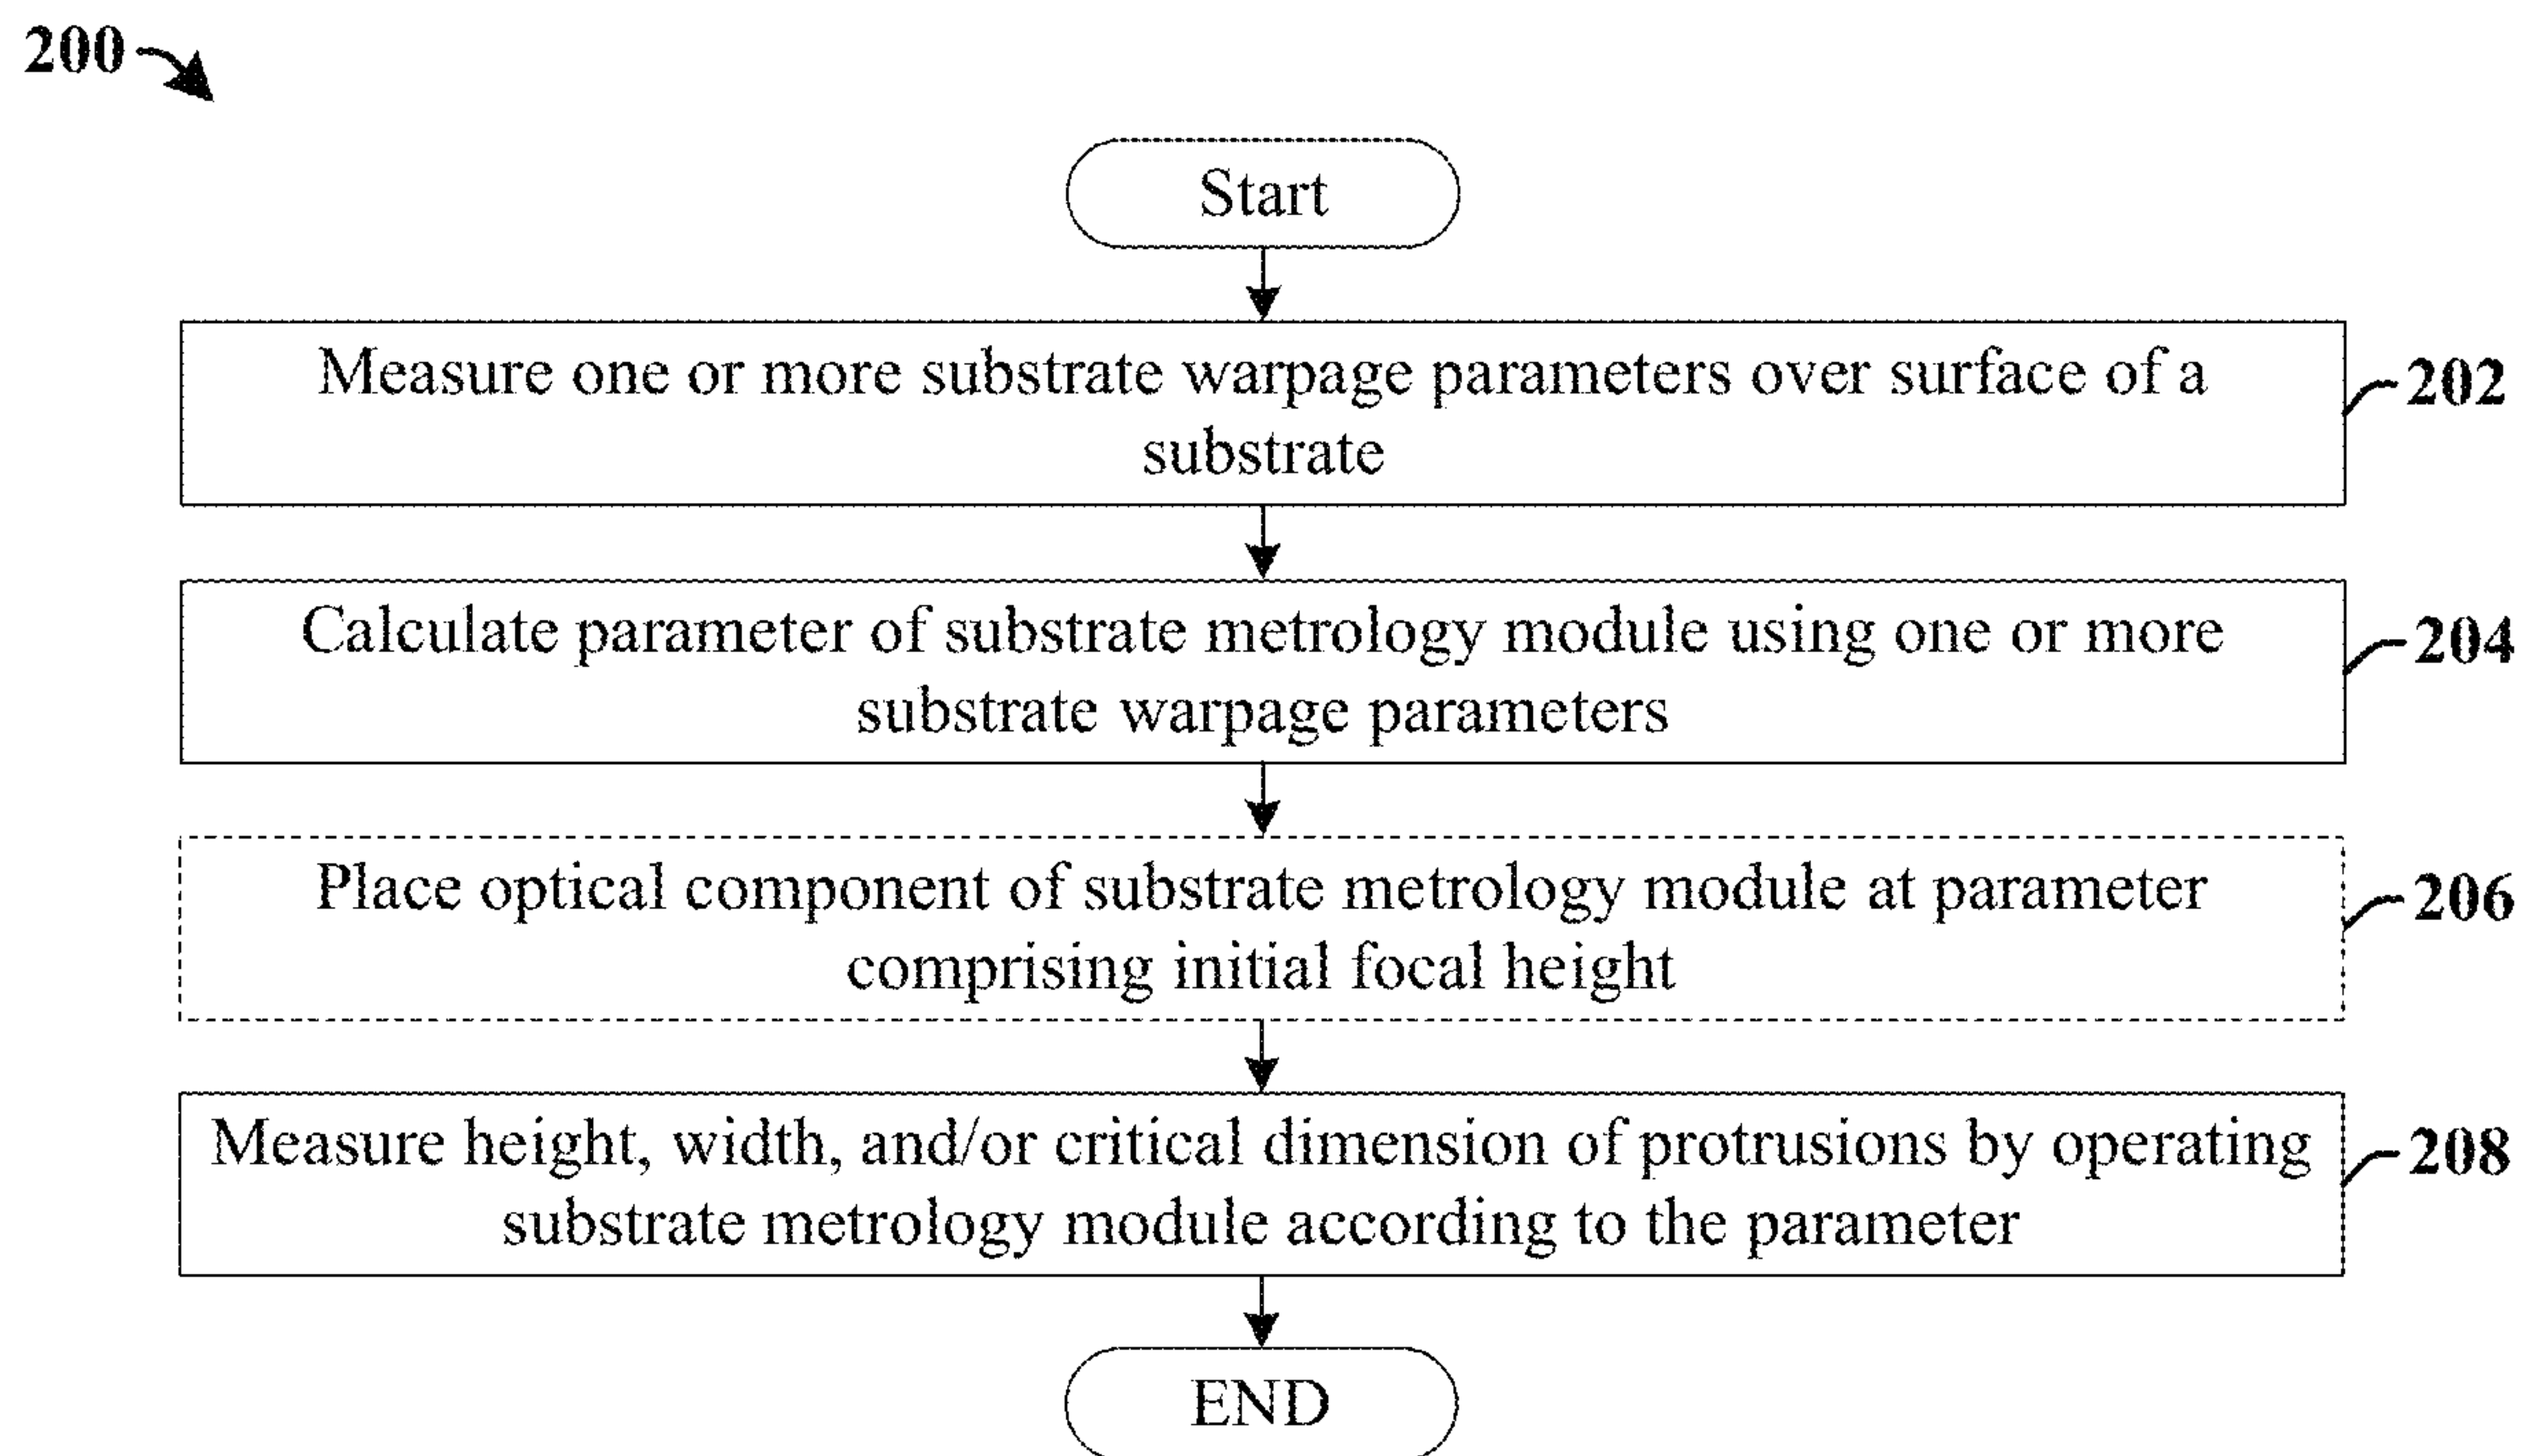 200
Start
Measure one or more substrate warpage parameters over surface of a
substrate
202
Calculate parameter of substrate metrology module using one or more
substrate warpage parameters
204
Place optical component of substrate metrology module at parameter
comprising initial focal height
206
Measure height, width, and/or critical dimension of protrusions by operating
substrate metrology module according to the parameter
208
END